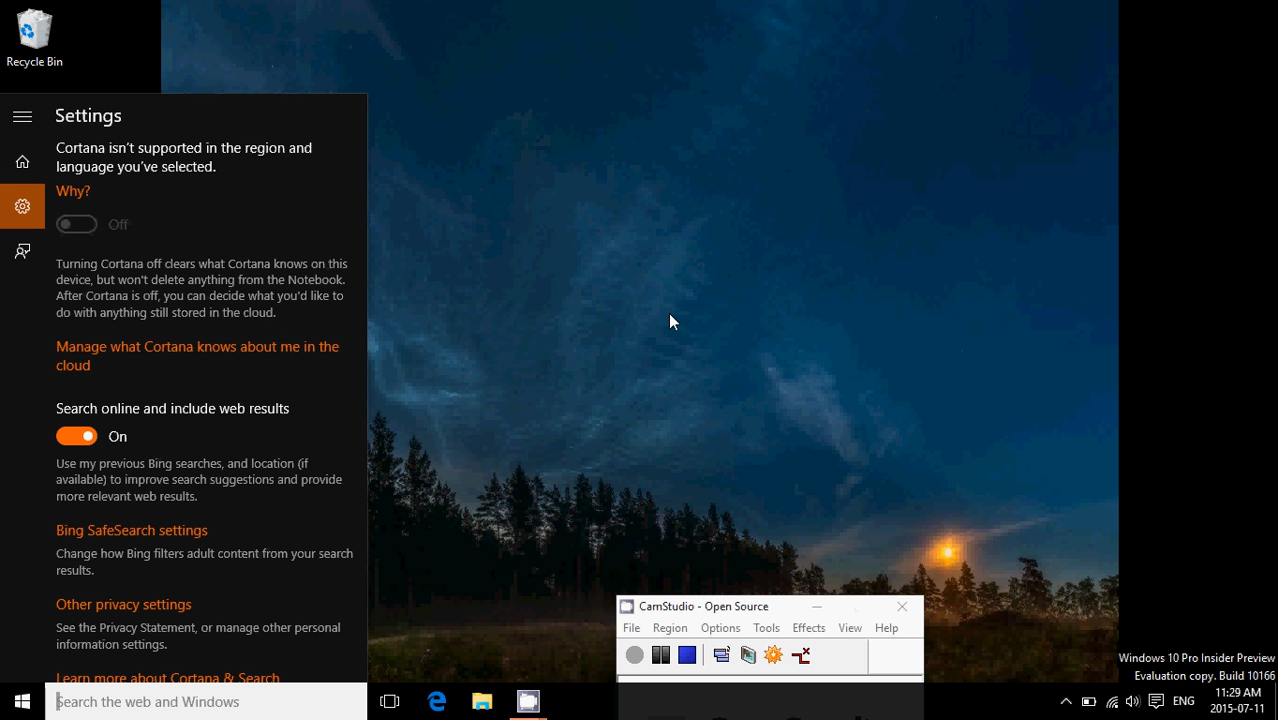 Recycle Bin
Settings
Cortana isn't supported in the region and
language you've selected.
Why?
Off
Turning Cortana off clears what Cortana knows on this
device, but won't delete anything from the Notebook.
After Cortana is off, you can decide what you'd like to
do with anything still stored in the cloud.
Manage what Cortana knows about me in the
cloud
Search online and include web results
On
Use my previous Bing searches, and location (if
available) to improve search suggestions and provide
more relevant web results.
Bing SafeSearch settings
Change how Bing filters adult content from your search
results.
Other privacy settings
See the Privacy Statement, or manage other personal
information settings.
Learn more about Cortana & Search
Search the web and Windows
CamStudio - Open Source
File Region Options Tools Effects View Help
Windows 10 Pro Insider Preview
Evaluation copy. Build 10166
ENG
11:29 AM
2015-07-11